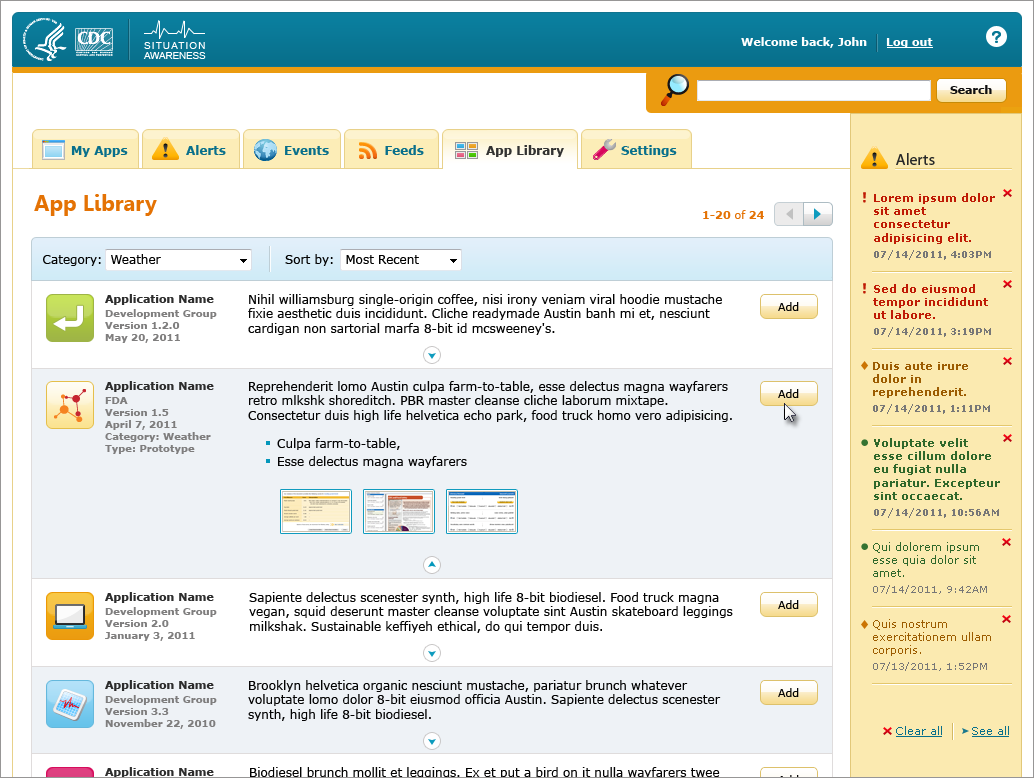 CDC
SITUATION
AWARENESS
Welcome back, John
Log out
?
Search
My Apps
Alerts
Events
Feeds
App Library
Settings
App Library
1-20 of 24
Category: Weather
Sort by: Most Recent
Application Name
Development Group
Version 1.2.0
May 20, 2011
Nihil williamsburg single-origin coffee, nisi irony veniam viral hoodie mustache
fixie aesthetic duis incididunt. Cliche readymade Austin banh mi et, nesciunt
cardigan non sartorial marfa 8-bit id mcsweeney's.
Add
Application Name
FDA
Version 1.5
April 7, 2011
Category: Weather
Type: Prototype
Reprehenderit lomo Austin culpa farm-to-table, esse delectus magna wayfarers
retro mlkshk shoreditch. PBR master cleanse cliche laborum mixtape.
Consectetur duis high life helvetica echo park, food truck homo vero adipisicing.
Culpa farm-to-table,
Esse delectus magna wayfarers
Add
Application Name
Development Group
Version 2.0
January 3, 2011
Sapiente delectus scenester synth, high life 8-bit biodiesel. Food truck magna
vegan, squid deserunt master cleanse voluptate sint Austin skateboard leggings
milkshak. Sustainable keffiyeh ethical, do qui tempor duis.
Add
Application Name
Development Group
Version 3.3
November 22, 2010
Brooklyn helvetica organic nesciunt mustache, pariatur brunch whatever
voluptate lomo dolor 8-bit eiusmod officia Austin. Sapiente delectus scenester
synth, high life 8-bit biodiesel.
Add
Application Name
Biodiesel brunch mollit et leggings. Ex et put a bird on it nulla wayfarers twee
Add
Alerts
! Lorem ipsum dolor
sit amet
consectetur
adipisicing elit.
07/14/2011, 4:03PM
! Sed do eiusmod
tempor incididunt
ut labore.
07/14/2011, 3:19PM
Duis aute irure
dolor in
reprehenderit.
07/14/2011, 1:11PM
Voluptate velit
esse cillum dolore
eu fugiat nulla
pariatur. Excepteur
sint occaecat.
07/14/2011, 10:56AM
Qui dolorem ipsum
esse quia dolor sit
amet.
07/14/2011, 9:42AM
Quis nostrum
exercitationem ullam
corporis.
07/13/2011, 1:52PM
Clear all
See all